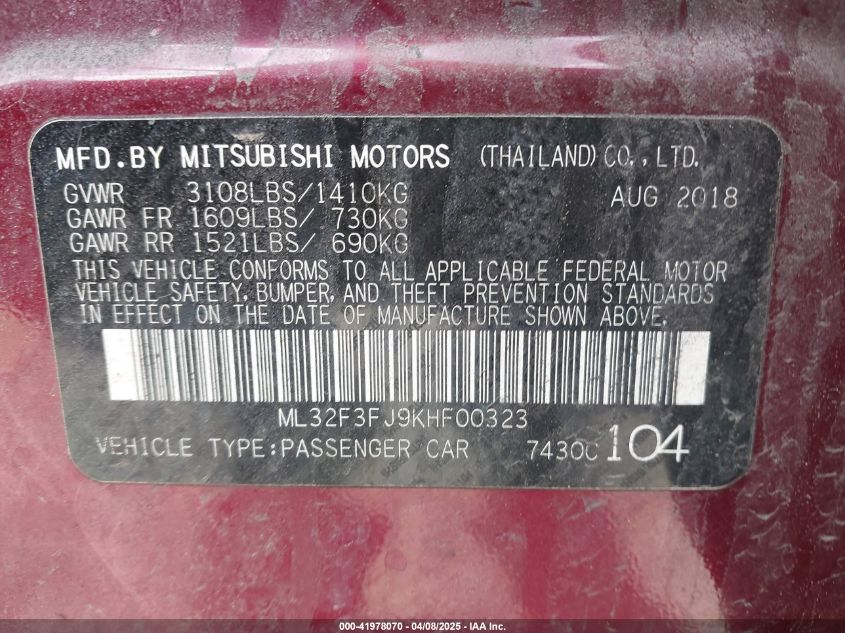 MFD.BY MITSUBISHI MOTORS (THAILAND) CO.,LTD.
GVWR 3108LBS/1410KG AUG 2018
GAWR FR 1609LBS/ 730KG
GAWR RR 1521LBS/ 690KG
THIS VEHICLE CONFORMS TO ALL APPLICABLE FEDERAL MOTOR
VEHICLE SAFETY, BUMPER, AND THEFT PREVENTION STANDARDS
IN EFFECT ON THE DATE OF MANUFACTURE SHOWN ABOVE.
ML32F3FJ9KHF00323
VEHICLE TYPE:PASSENGER CAR 104
000-41978070 - 04/08/2025 - IAA Inc.